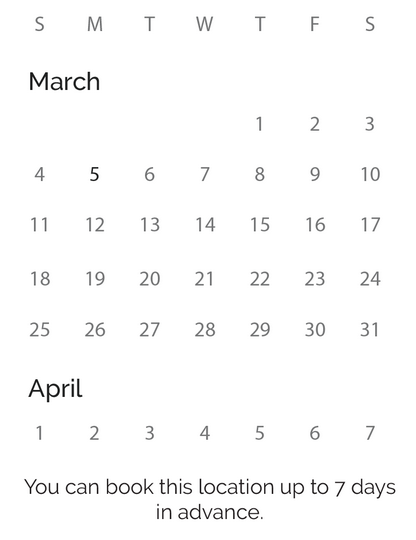 S M T W T F S
March
1 2 3
4 5 6 7 8 9 10
11 12 13 14 15 16 17
18 19 20 21 22 23 24
25 26 27 28 29 30 31
April
1 2 3 4 5 6 7
You can book this location up to 7 days
in advance.